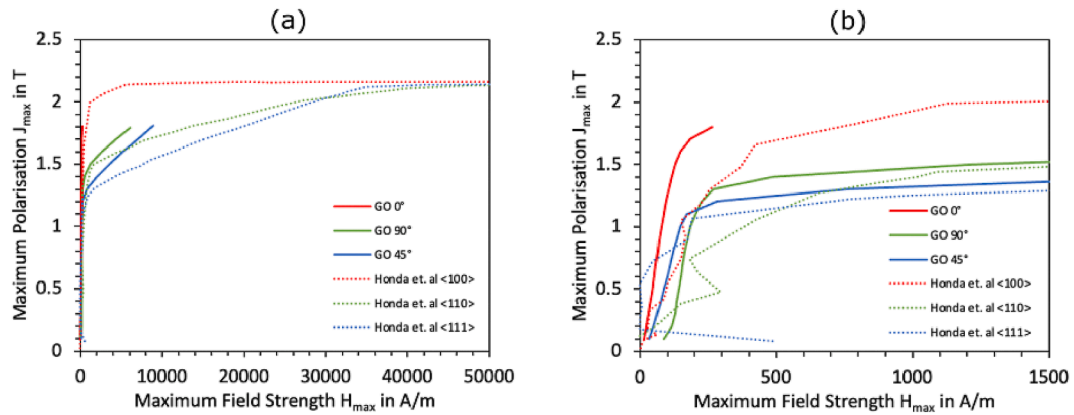 (a)
Maximum Polarisation Jmax in T
2.5
2
1.5
1
0.5
0
0
10000
20000
30000
40000
50000
Maximum Field Strength Hmax in A/m
GO 0°
GO 90°
GO 45°
Honda et. al <100>
Honda et. al <110>
Honda et. al <111>
(b)
Maximum Polarisation Jmax in T
2.5
2
1.5
1
0.5
0
0
500
1000
1500
Maximum Field Strength Hmax in A/m
GO 0°
GO 90°
GO 45°
Honda et. al <100>
Honda et. al <110>
Honda et. al <111>